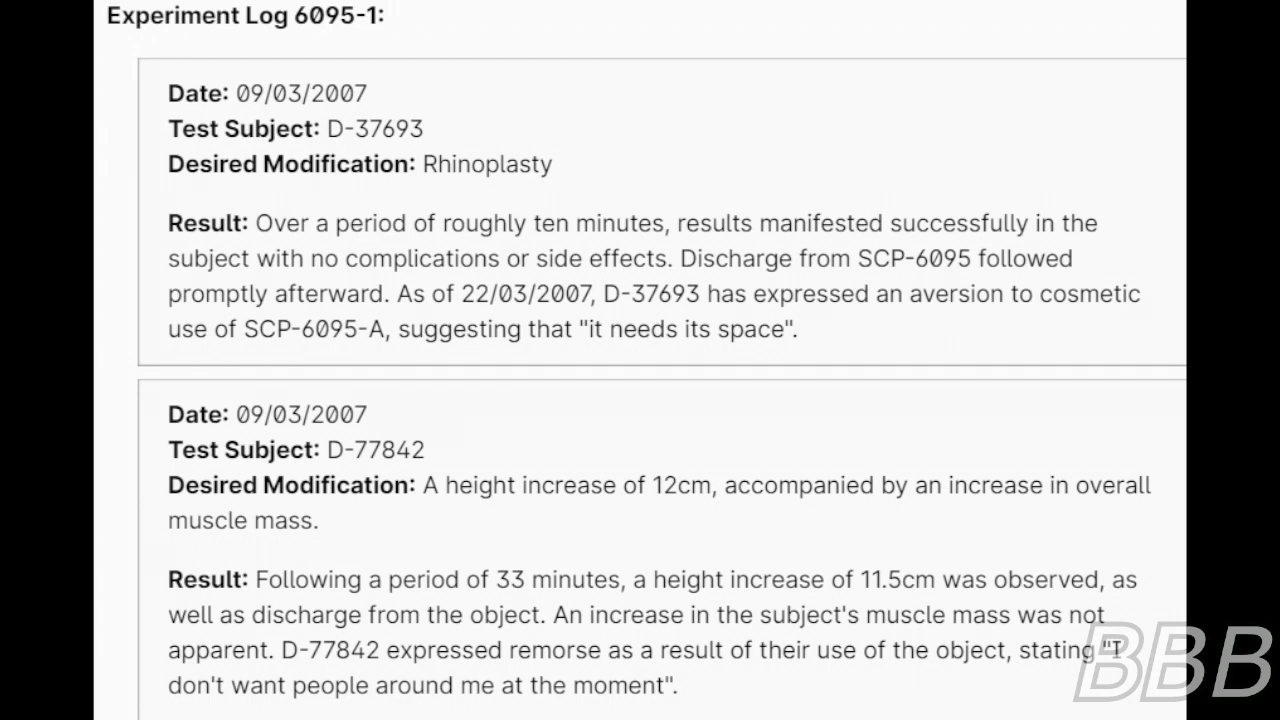 Experiment Log 6095-1:
Date: 09/03/2007
Test Subject: D-37693
Desired Modification: Rhinoplasty
Result: Over a period of roughly ten minutes, results manifested successfully in the
subject with no complications or side effects. Discharge from SCP-6095 followed
promptly afterward. As of 22/03/2007, D-37693 has expressed an aversion to cosmetic
use of SCP-6095-A, suggesting that "it needs its space".
Date: 09/03/2007
Test Subject: D-77842
Desired Modification: A height increase of 12cm, accompanied by an increase in overall
muscle mass.
Result: Following a period of 33 minutes, a height increase of 11.5cm was observed, as
well as discharge from the object. An increase in the subject's muscle mass was not
apparent. D-77842 expressed remorse as a result of their use of the object, stating "I
don't want people around me at the moment".
BBB